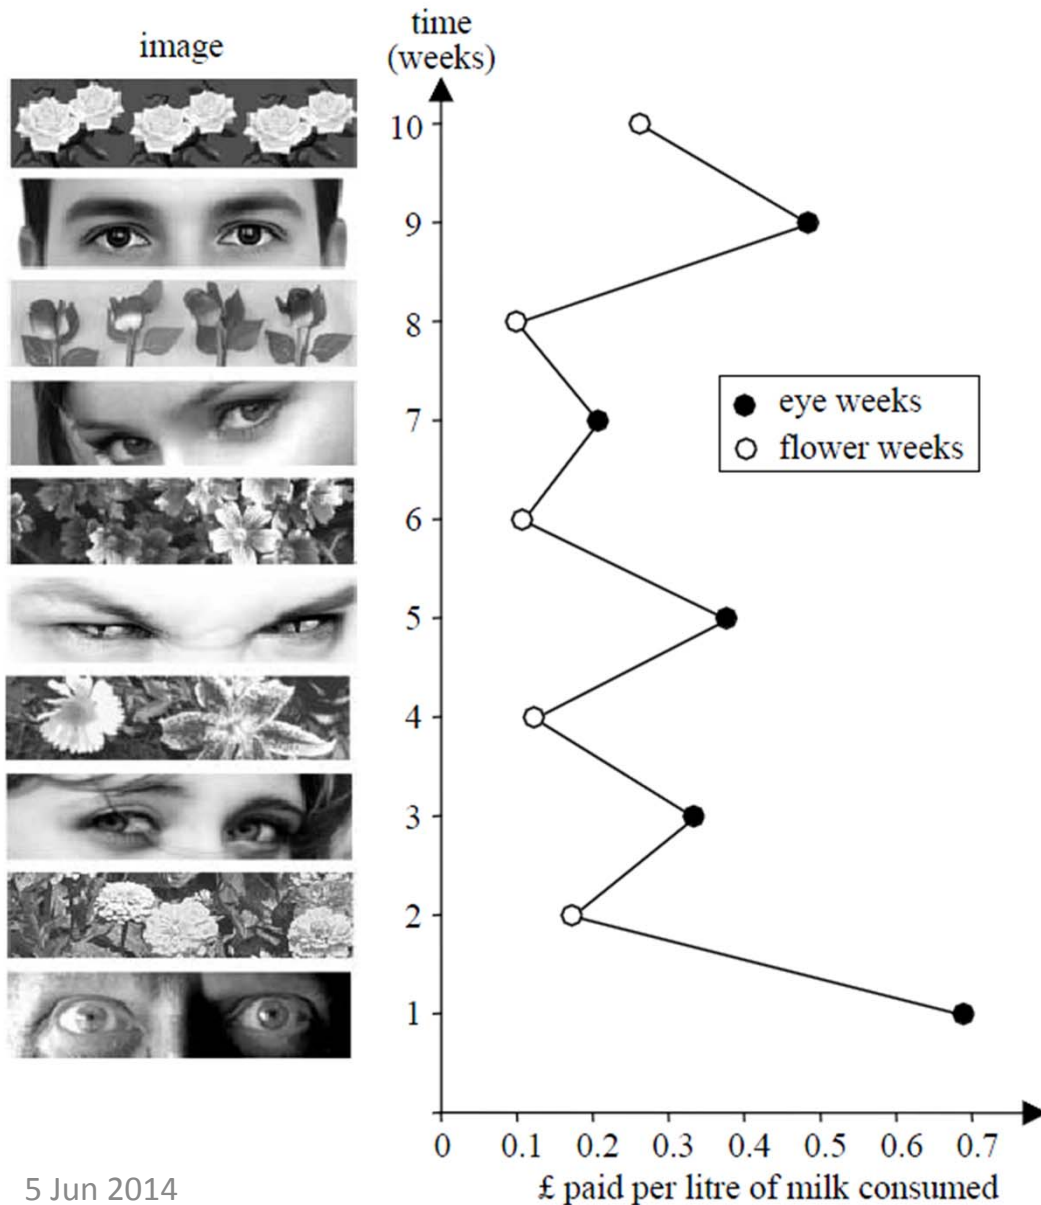 image
time
(weeks)
10
9
8
7
6
5
4
3
2
1
eye weeks
flower weeks
0 0.1 0.2 0.3 0.4 0.5 0.6 0.7
£ paid per litre of milk consumed
5 Jun 2014